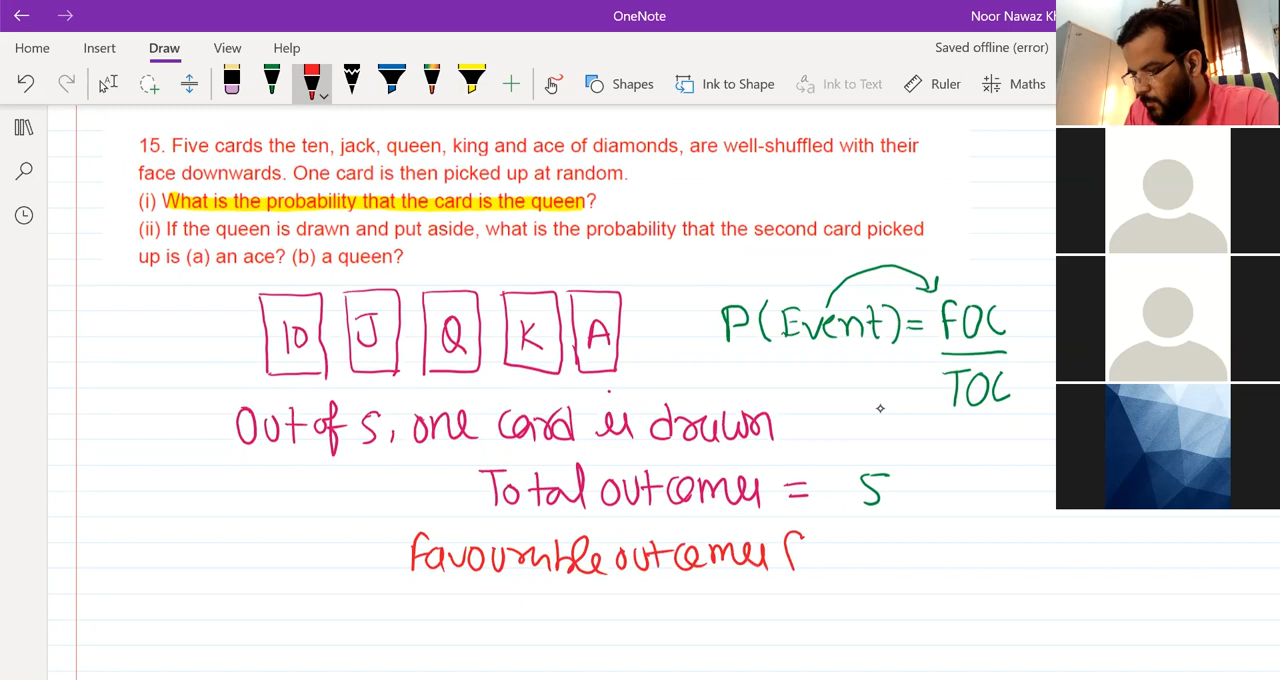 OneNote
Noor Nawaz Kh
Home Insert Draw View Help
Saved offline (error)
Shapes Ink to Shape Ink to Text Ruler Maths
15. Five cards the ten, jack, queen, king and ace of diamonds, are well-shuffled with their
face downwards. One card is then picked up at random.
(i) What is the probability that the card is the queen?
(ii) If the queen is drawn and put aside, what is the probability that the second card picked
up is (a) an ace? (b) a queen?
10 J Q K A
P(Event) = FOC
TOC
Out of 5, one card is drawn
Total outcomes = 5
Favourable outcomes (